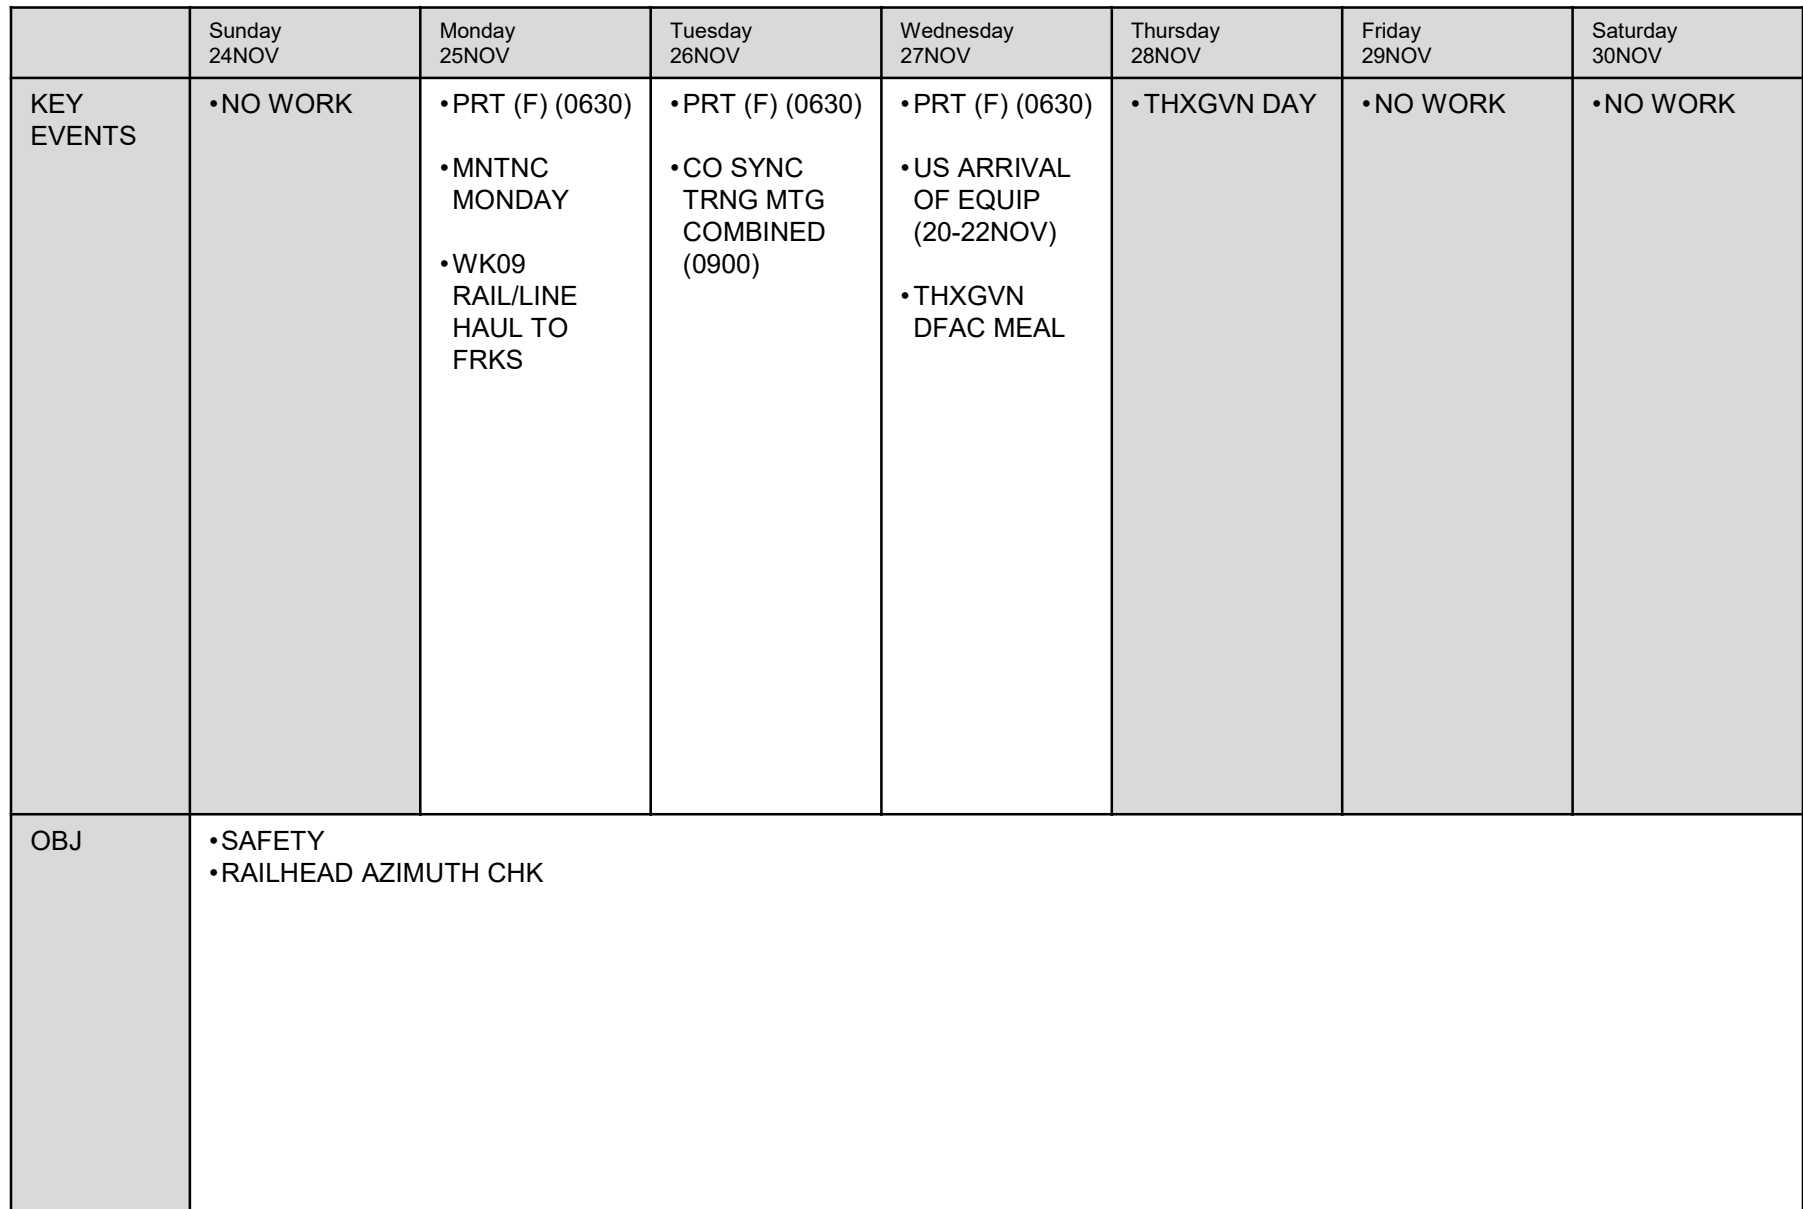 Sunday
24NOV
Monday
25NOV
Tuesday
26NOV
Wednesday
27NOV
Thursday
28NOV
Friday
29NOV
Saturday
30NOV
KEY
EVENTS
•NO WORK
•PRT (F) (0630)
•MNTNC
MONDAY
•WK09
RAIL/LINE
HAUL TO
FRKS
•PRT (F) (0630)
•CO SYNC
TRNG MTG
COMBINED
(0900)
•PRT (F) (0630)
•US ARRIVAL
OF EQUIP
(20-22NOV)
•THXGVN
DFAC MEAL
•THXGVN DAY
•NO WORK
•NO WORK
OBJ
•SAFETY
•RAILHEAD AZIMUTH CHK